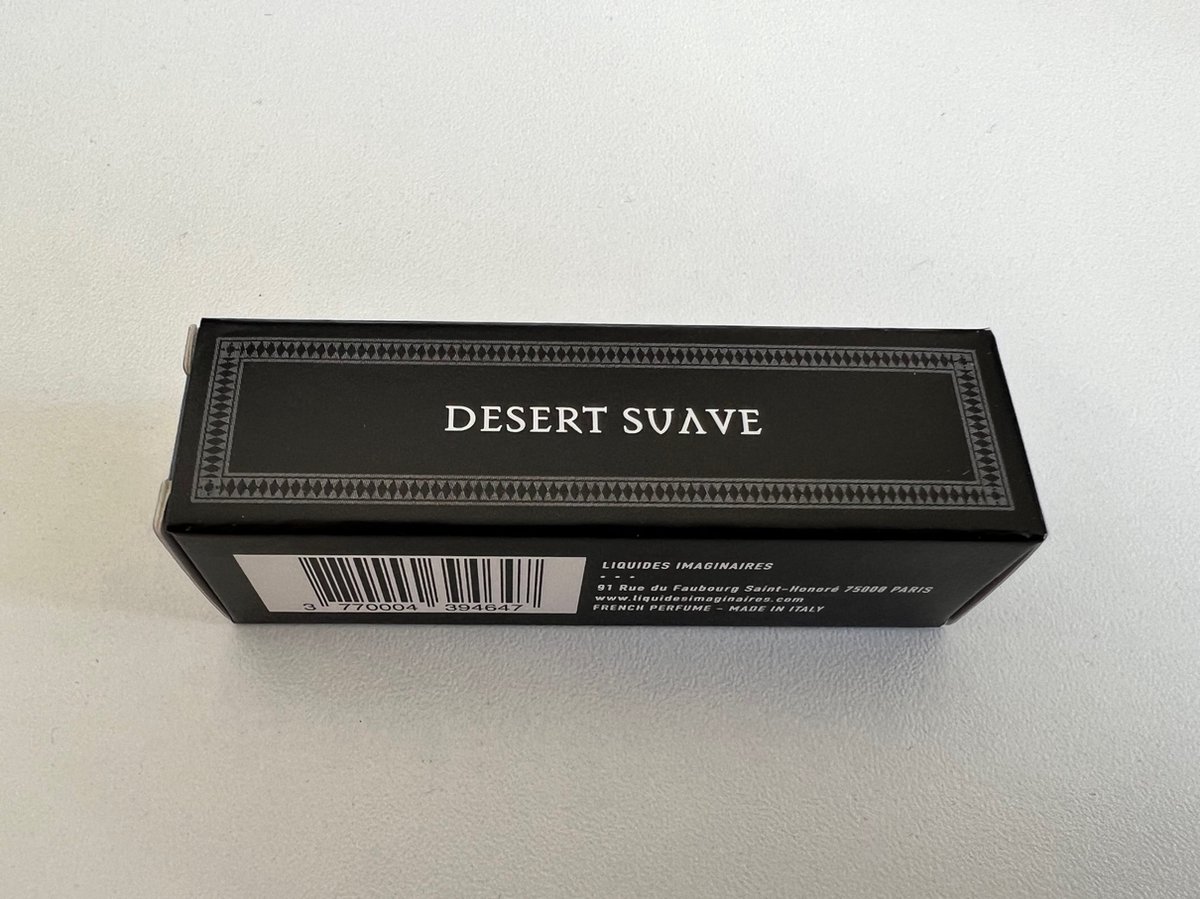 DESERT SUAVE
3 770004 394647
LIQUIDES IMAGINAIRES
- - -
91 Rue du Faubourg Saint-Honoré 75008 PARIS
www.liquidesimaginaires.com
FRENCH PERFUME - MADE IN ITALY